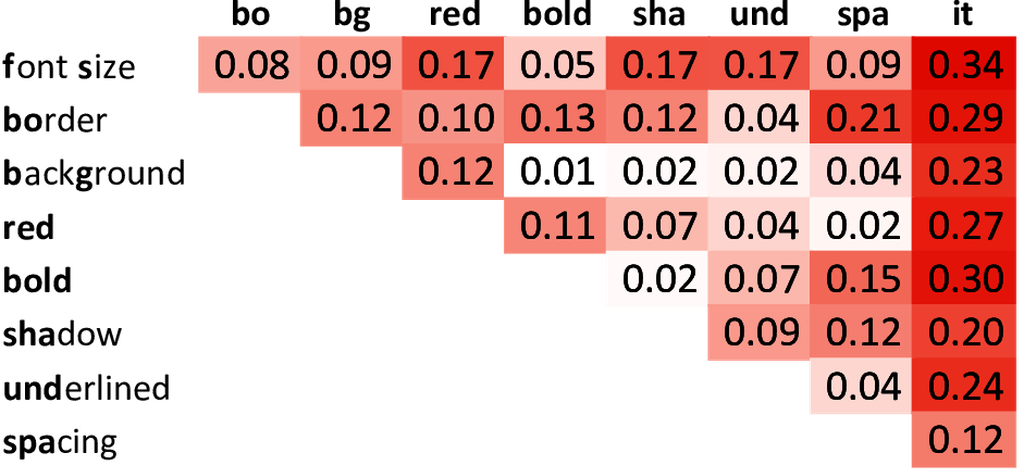 bo bg red bold sha und spa it
font size 0.08 0.09 0.17 0.05 0.17 0.17 0.09 0.34
border 0.12 0.10 0.13 0.12 0.04 0.21 0.29
background 0.12 0.01 0.02 0.02 0.04 0.23
red 0.11 0.07 0.04 0.02 0.27
bold 0.02 0.07 0.15 0.30
shadow 0.09 0.12 0.20
underlined 0.04 0.24
spacing 0.12